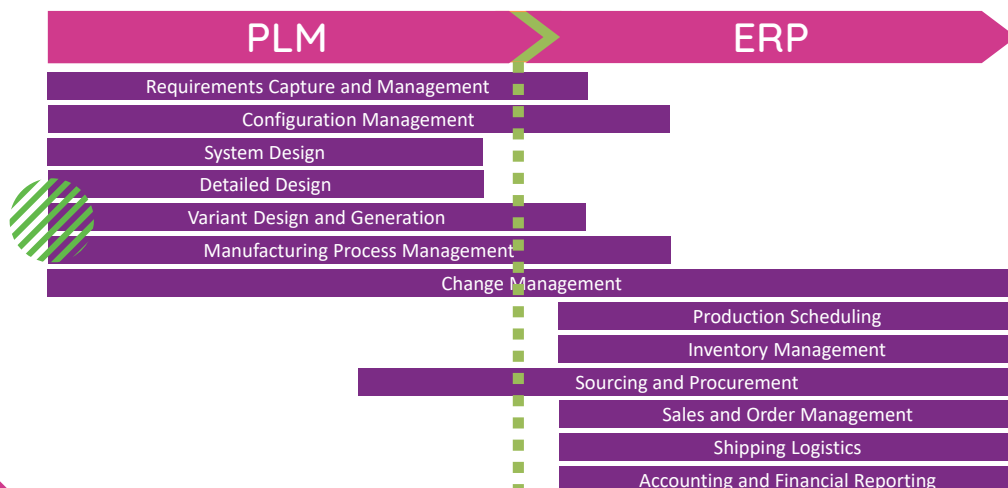 PLM
ERP
Requirements Capture and Management
Configuration Management
System Design
Detailed Design
Variant Design and Generation
Manufacturing Process Management
Change Management
Production Scheduling
Inventory Management
Sourcing and Procurement
Sales and Order Management
Shipping Logistics
Accounting and Financial Reporting